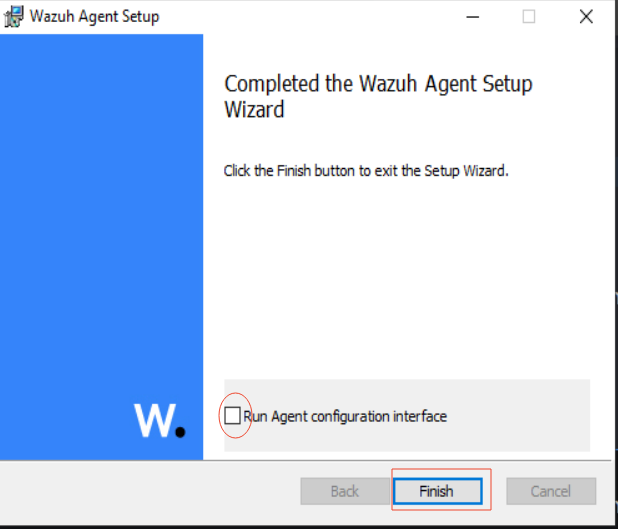 Wazuh Agent Setup
Completed the Wazuh Agent Setup
Wizard
Click the Finish button to exit the Setup Wizard.
W.
Run Agent configuration interface
Back
Finish
Cancel